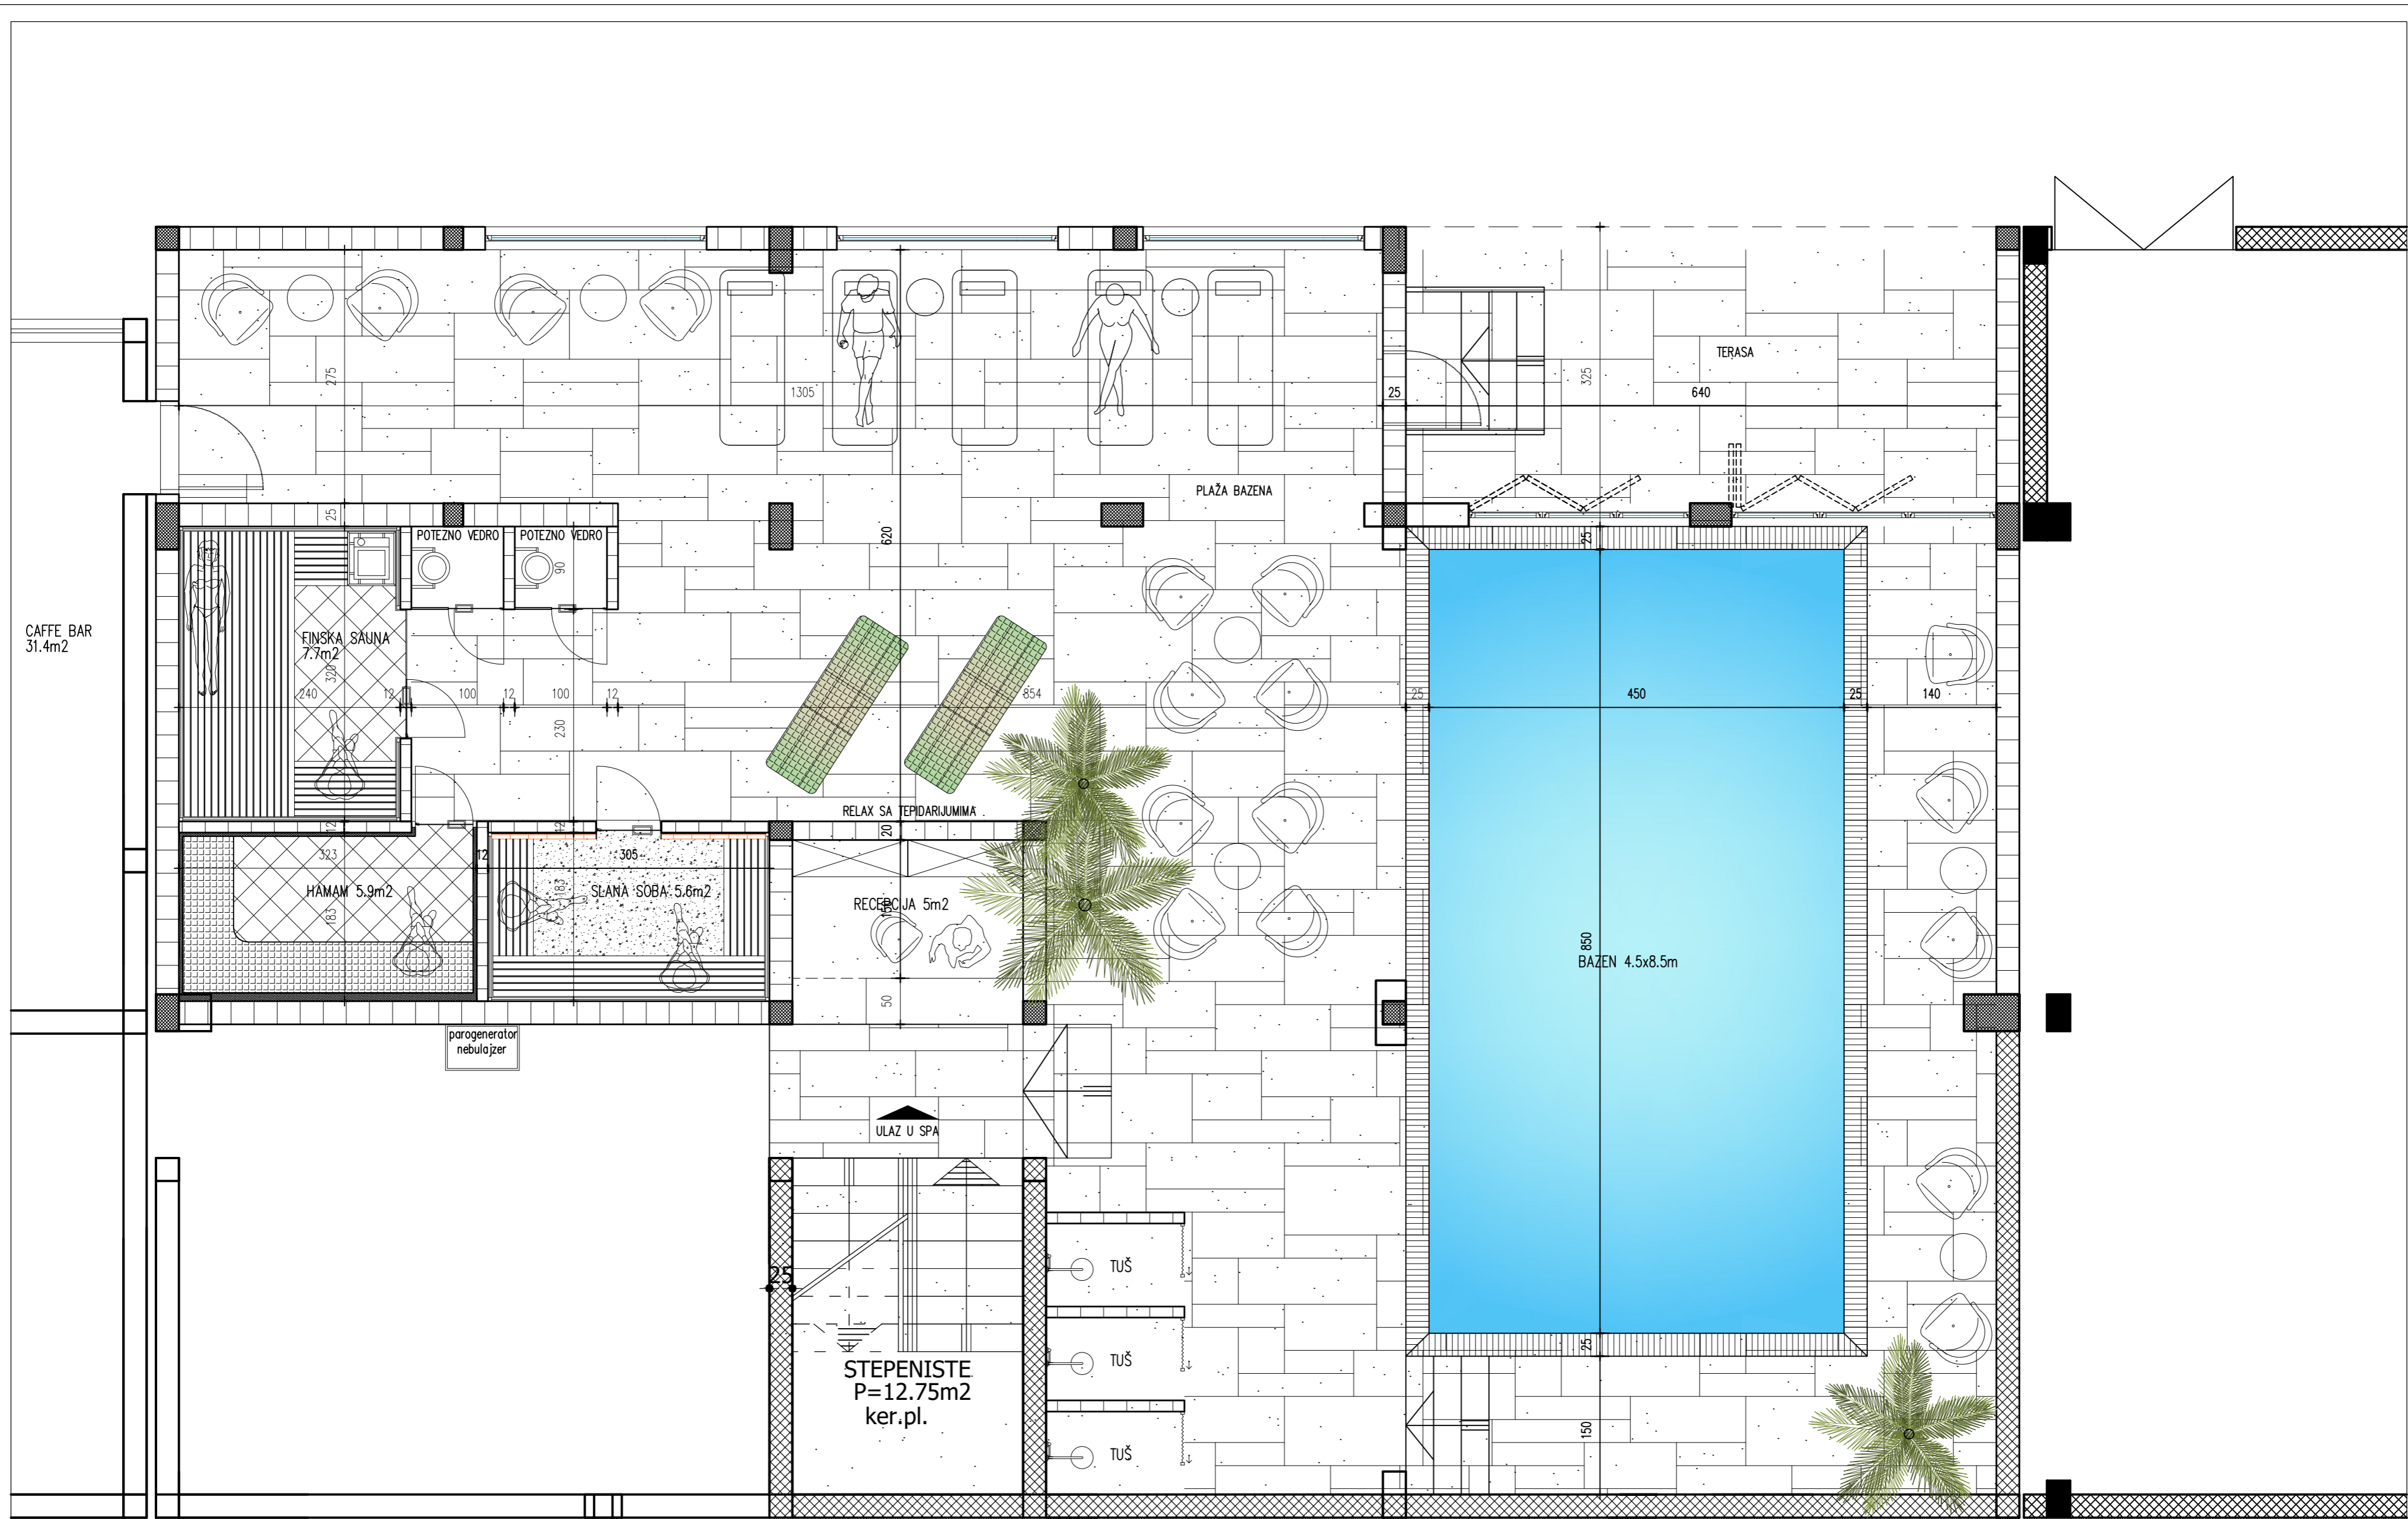 275
1305
25
325
TERASA
640
PLAŽA BAZENA
25
620
25
POTEZNO VEDRO
POTEZNO VEDRO
90
CAFFE BAR
31.4m2
FINSKA SAUNA
7.7m2
320
240
12
100
12
100
12
854
25
450
25
140
230
RELAX SA TEPIDARIJUMIMA
12
12
20
323
12
305
HAMAM 5.9m2
183
SLANA SOBA 5.6m2
183
RECEPCIJA 5m2
150
850
BAZEN 4.5x8.5m
50
parogenerator
nebulajzer
ULAZ U SPA
25
TUŠ
TUŠ
TUŠ
25
STEPENISTE
P=12.75m2
ker.pl.
150